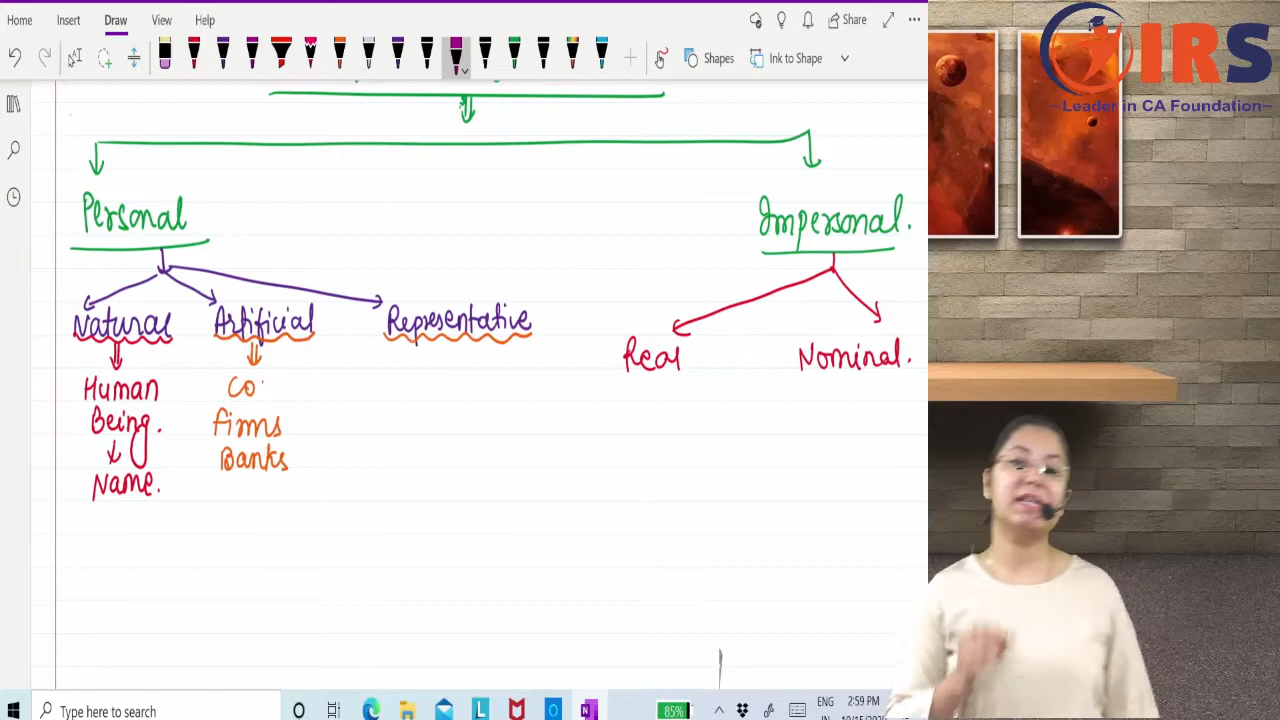 Home Insert Draw View Help Share
Shapes Ink to Shape
IRS
Leader in CA Foundation
Personal Impersonal.
Natural Artificial Representative
Real Nominal.
Human Co.
Being. Firms
Name. Banks
Type here to search
85%
ENG 2:59 PM
IN